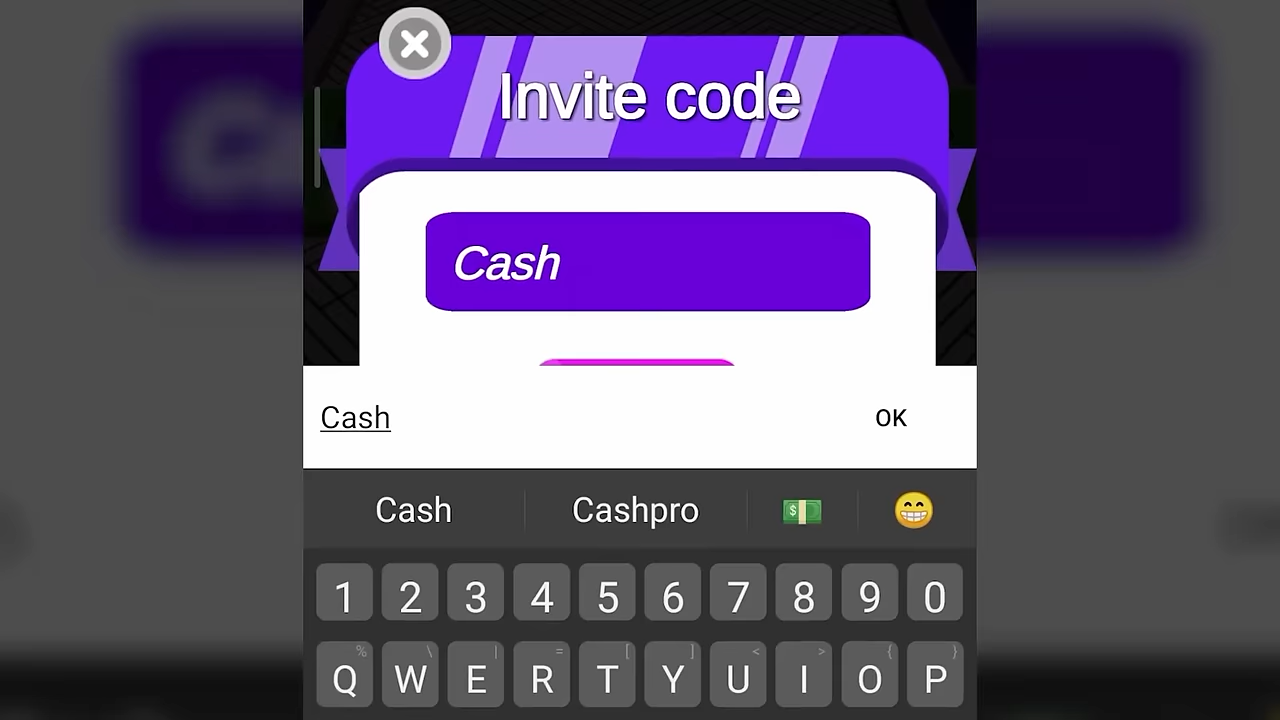 Invite code
Cash
Cash OK
Cash Cashpro
1 2 3 4 5 6 7 8 9 0
% \ | = [ ] < > { }
Q W E R T Y U I O P